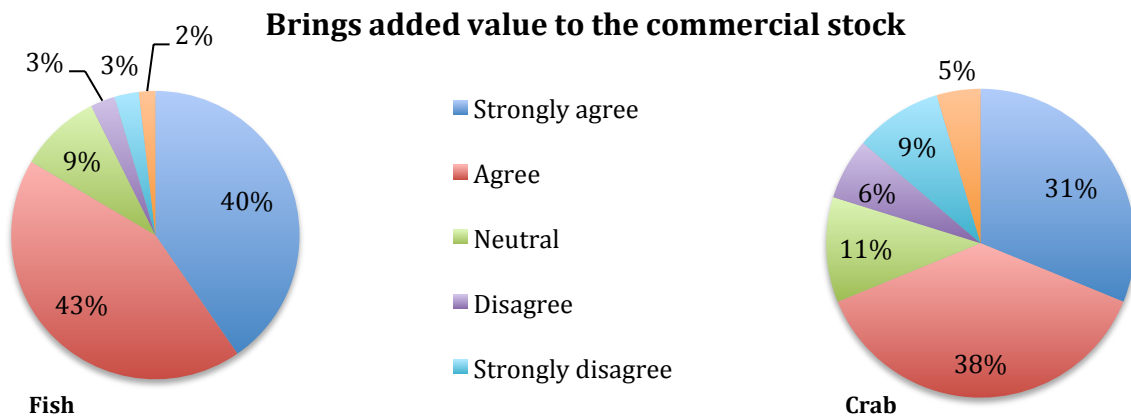 Brings added value to the commercial stock
2%
3%
3%
9%
40%
43%
Fish
Strongly agree
Agree
Neutral
Disagree
Strongly disagree
5%
9%
31%
6%
11%
38%
Crab